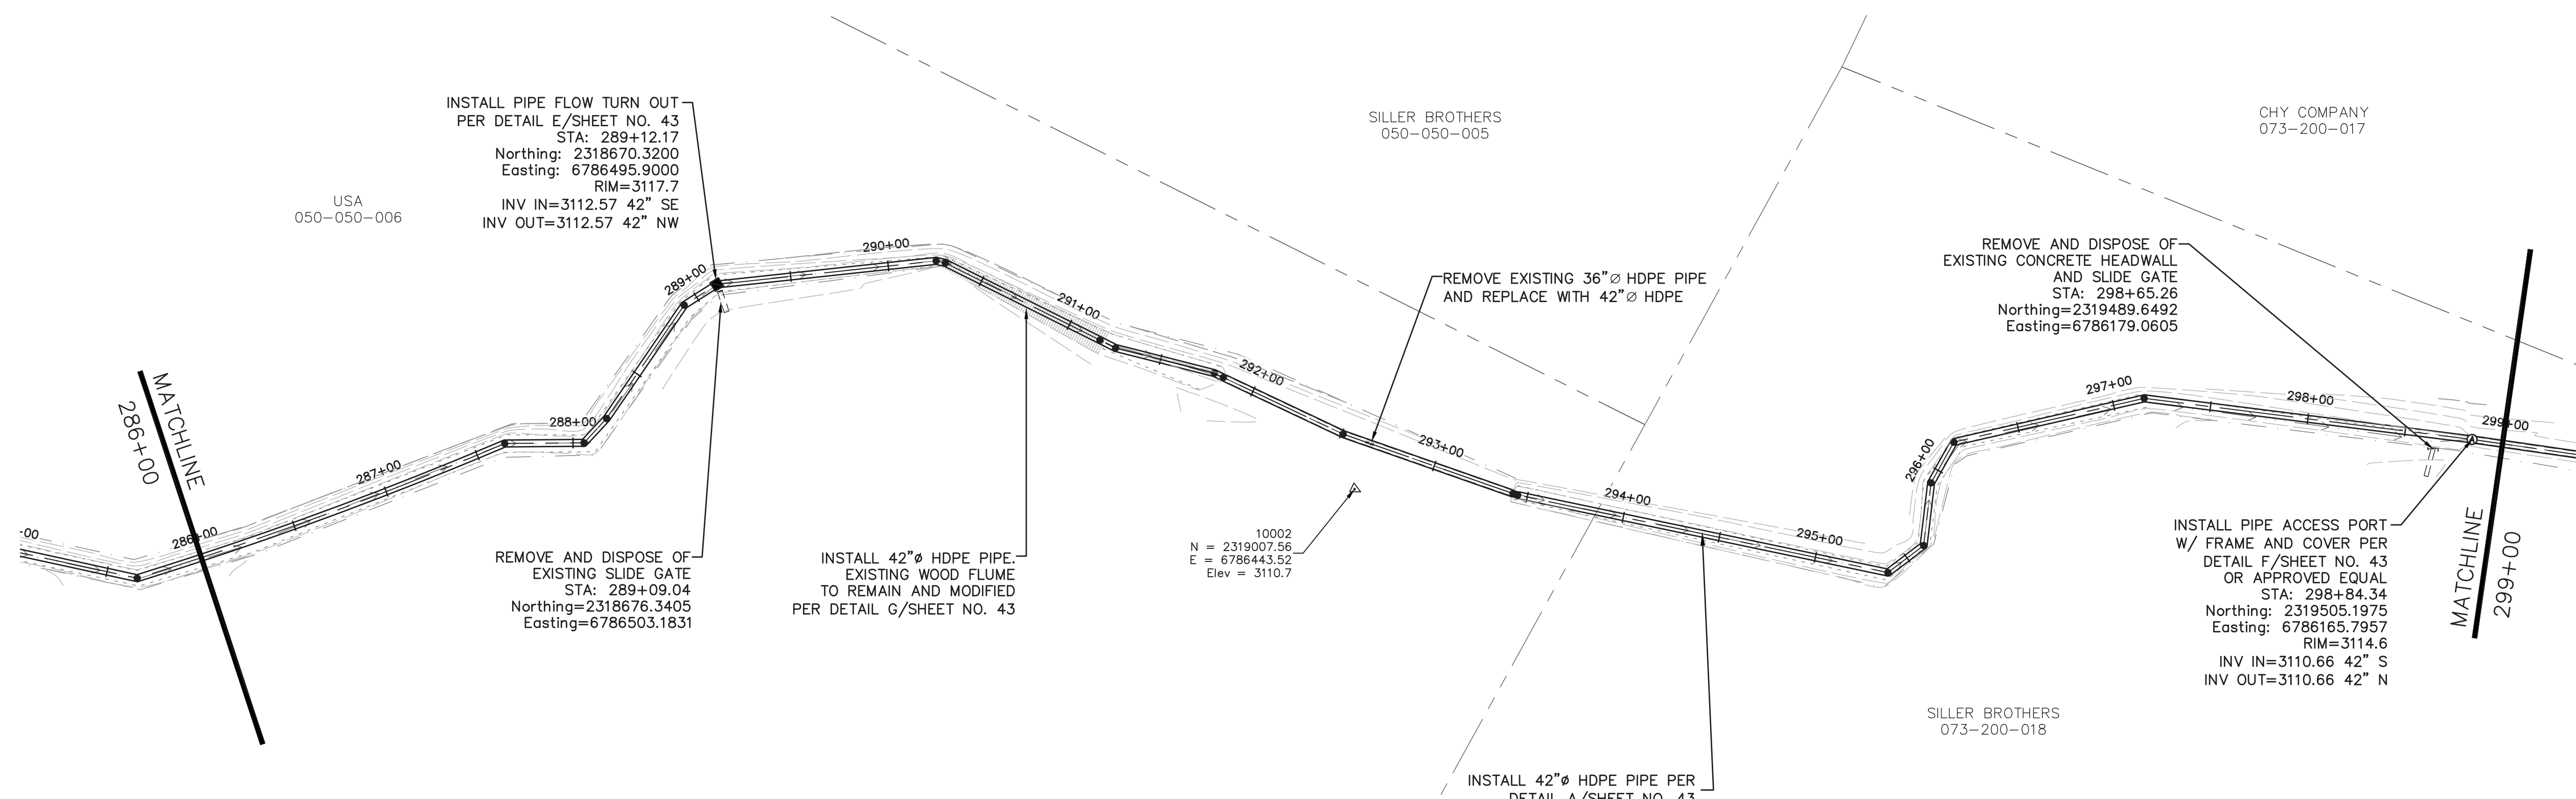 INSTALL PIPE FLOW TURN OUT
PER DETAIL E/SHEET NO. 43
STA: 289+12.17
Northing: 2318670.3200
Easting: 6786495.9000
RIM=3117.7
INV IN=3112.57 42" SE
INV OUT=3112.57 42" NW
USA
050-050-006
SILLER BROTHERS
050-050-005
CHY COMPANY
073-200-017
REMOVE EXISTING 36"∅ HDPE PIPE
AND REPLACE WITH 42"∅ HDPE
REMOVE AND DISPOSE OF
EXISTING CONCRETE HEADWALL
AND SLIDE GATE
STA: 298+65.26
Northing=2319489.6492
Easting=6786179.0605
MATCHLINE
286+00
-00
286+00
287+00
288+00
289+00
290+00
291+00
292+00
293+00
294+00
295+00
296+00
297+00
298+00
299+00
REMOVE AND DISPOSE OF
EXISTING SLIDE GATE
STA: 289+09.04
Northing=2318676.3405
Easting=6786503.1831
INSTALL 42"ø HDPE PIPE.
EXISTING WOOD FLUME
TO REMAIN AND MODIFIED
PER DETAIL G/SHEET NO. 43
10002
N = 2319007.56
E = 6786443.52
Elev = 3110.7
INSTALL PIPE ACCESS PORT
W/ FRAME AND COVER PER
DETAIL F/SHEET NO. 43
OR APPROVED EQUAL
STA: 298+84.34
Northing: 2319505.1975
Easting: 6786165.7957
RIM=3114.6
INV IN=3110.66 42" S
INV OUT=3110.66 42" N
MATCHLINE
299+00
SILLER BROTHERS
073-200-018
INSTALL 42"ø HDPE PIPE PER
DETAIL A/SHEET NO. 43